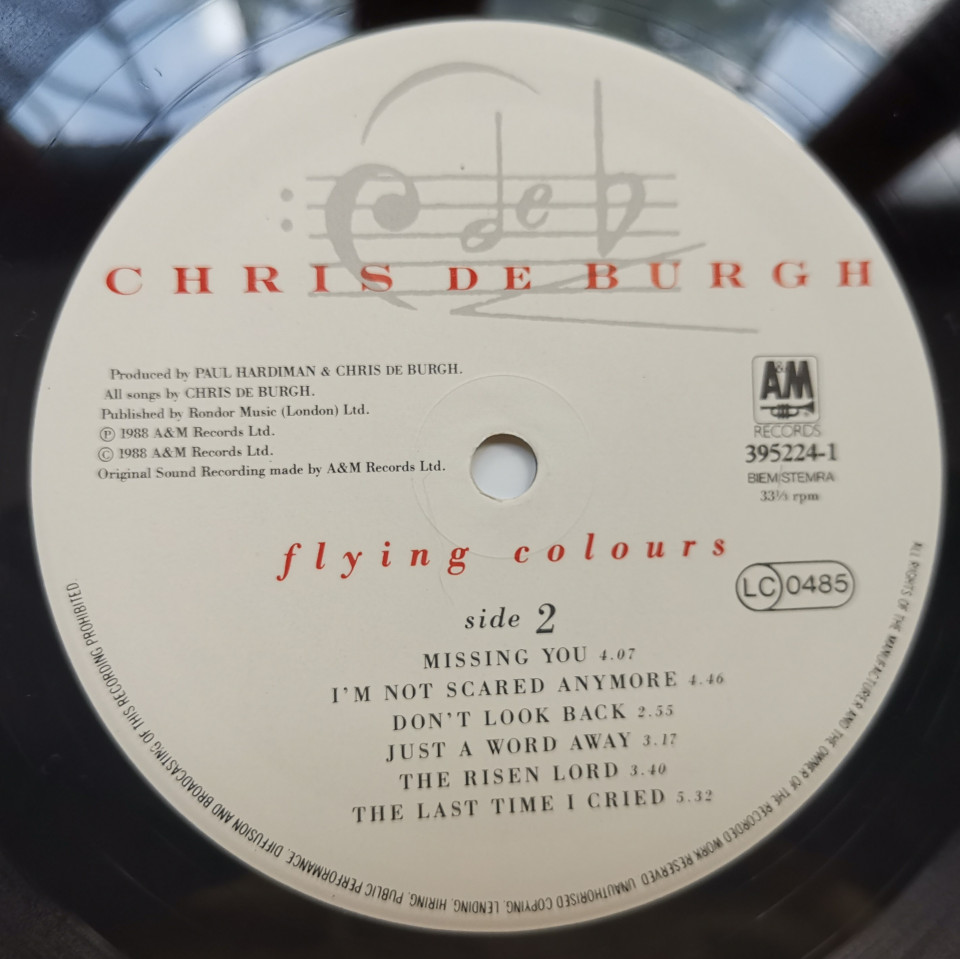 C de b
CHRIS DE BURGH
Produced by PAUL HARDIMAN & CHRIS DE BURGH.
All songs by CHRIS DE BURGH.
Published by Rondor Music (London) Ltd.
℗ 1988 A&M Records Ltd.
© 1988 A&M Records Ltd.
Original Sound Recording made by A&M Records Ltd.
A&M
RECORDS
395224-1
BIEM/STEMRA
33⅓ rpm
flying colours
LC 0485
side 2
MISSING YOU 4.07
I'M NOT SCARED ANYMORE 4.46
DON'T LOOK BACK 2.55
JUST A WORD AWAY 3.17
THE RISEN LORD 3.40
THE LAST TIME I CRIED 5.32
ALL RIGHTS OF THE MANUFACTURER AND THE OWNER OF THE RECORDED WORK RESERVED. UNAUTHORISED COPYING, LENDING, HIRING, PUBLIC PERFORMANCE, DIFFUSION AND BROADCASTING OF THIS RECORDING PROHIBITED.